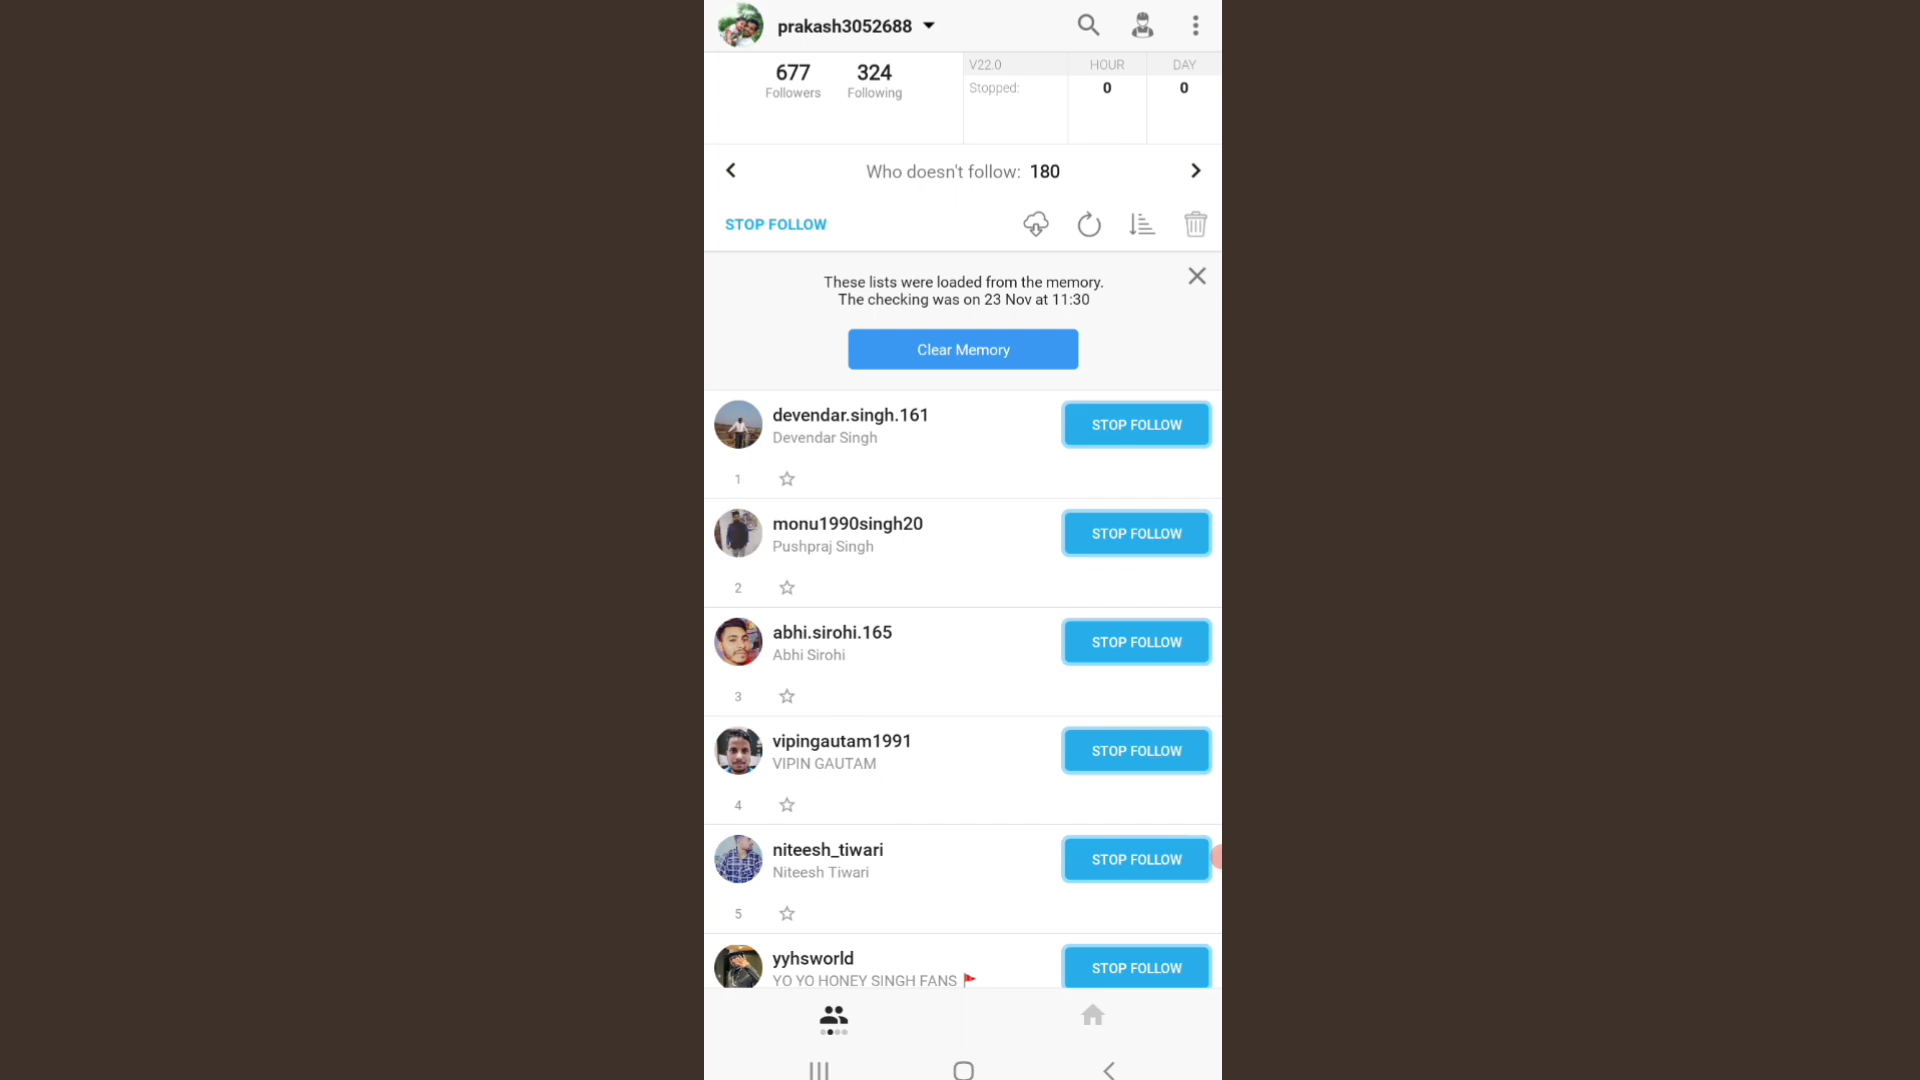 prakash3052688
677 324
Followers Following
V22.0 HOUR DAY
Stopped: 0 0
Who doesn't follow: 180
STOP FOLLOW
These lists were loaded from the memory.
The checking was on 23 Nov at 11:30
Clear Memory
devendar.singh.161
Devendar Singh
STOP FOLLOW
1
monu1990singh20
Pushpraj Singh
STOP FOLLOW
2
abhi.sirohi.165
Abhi Sirohi
STOP FOLLOW
3
vipingautam1991
VIPIN GAUTAM
STOP FOLLOW
4
niteesh_tiwari
Niteesh Tiwari
STOP FOLLOW
5
yyhsworld
YO YO HONEY SINGH FANS
STOP FOLLOW